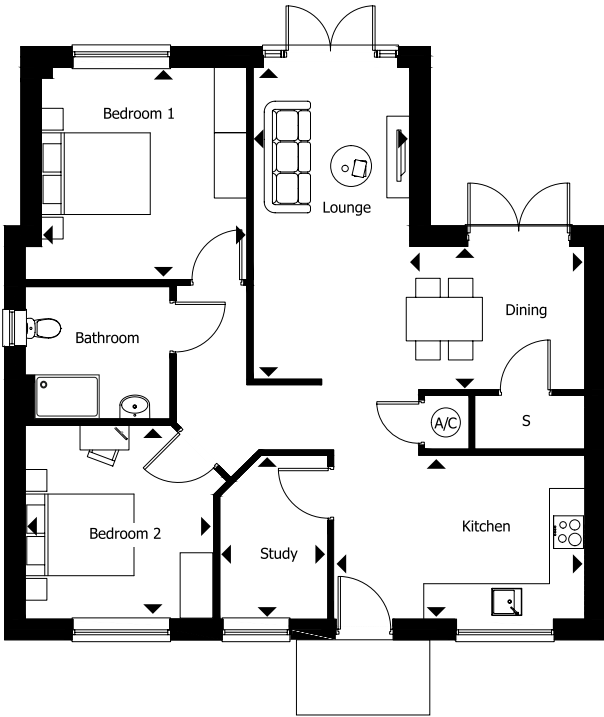 Bedroom 1
Lounge
Dining
Bathroom
A/C
S
Bedroom 2
Kitchen
Study